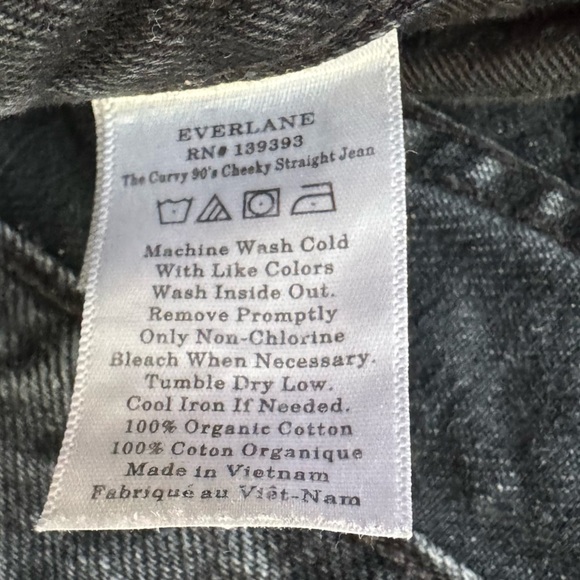 EVERLANE
RN# 139393
The Curvy 90's Cheeky Straight Jean
Machine Wash Cold
With Like Colors
Wash Inside Out.
Remove Promptly
Only Non-Chlorine
Bleach When Necessary.
Tumble Dry Low.
Cool Iron If Needed.
100% Organic Cotton
100% Coton Organique
Made in Vietnam
Fabriqué au Viêt-Nam